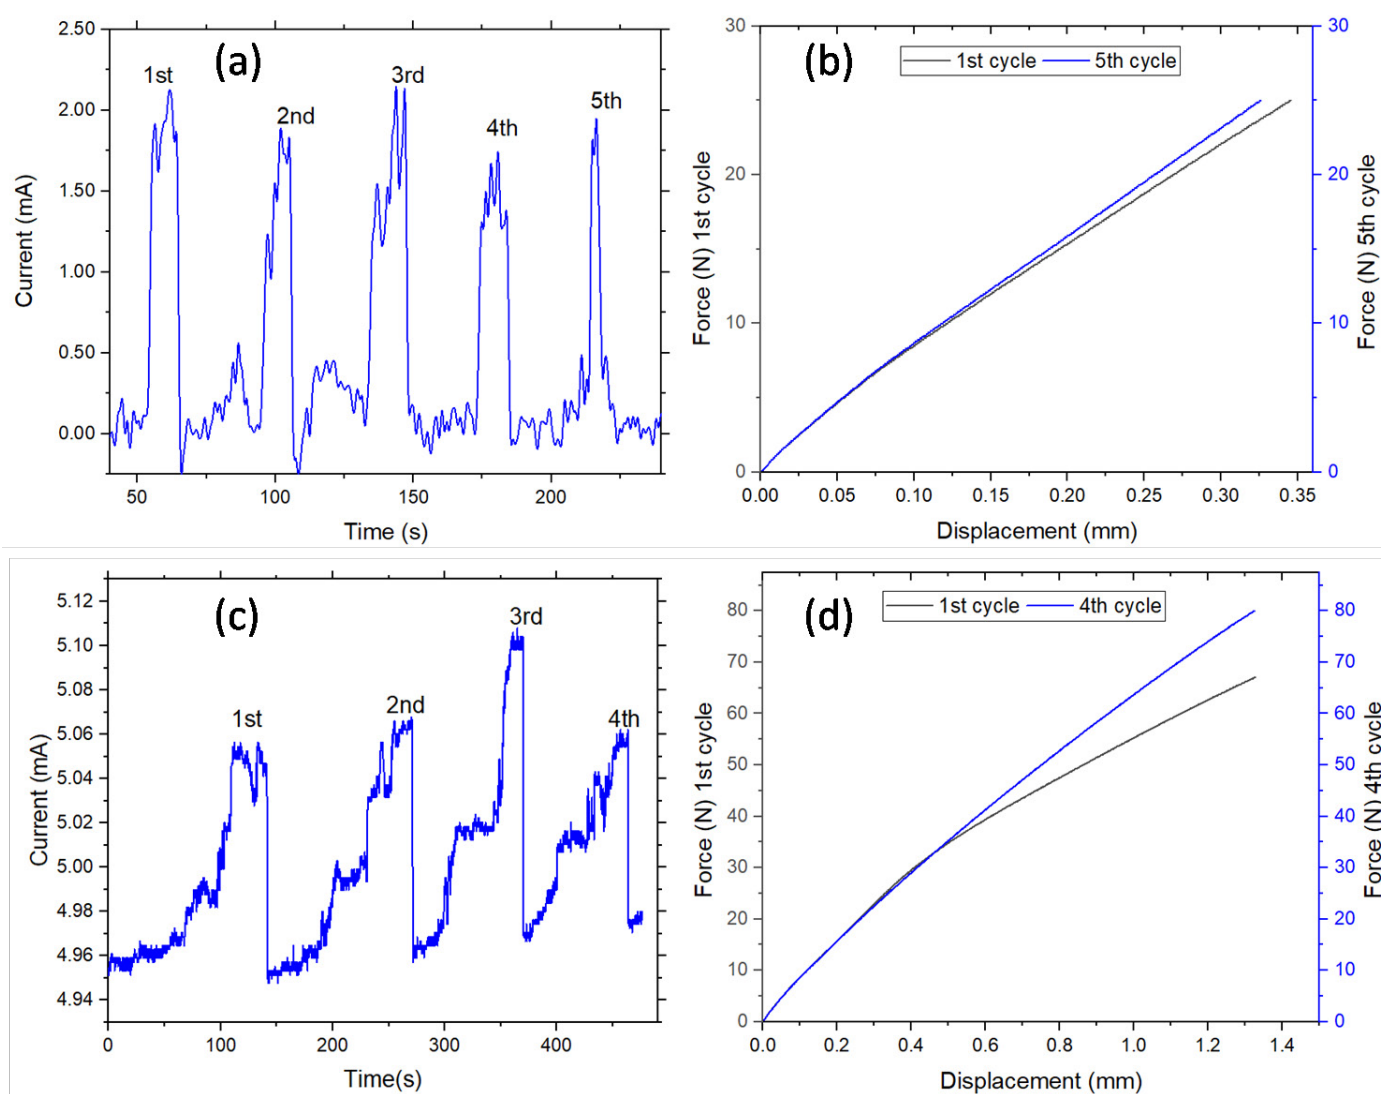 (a)
1st
2nd
3rd
4th
5th
2.50
2.00
1.50
1.00
0.50
0.00
Current (mA)
50
100
150
200
Time (s)
(b)
1st cycle
5th cycle
30
20
10
0
Force (N) 1st cycle
30
20
10
0
Force (N) 5th cycle
0.00
0.05
0.10
0.15
0.20
0.25
0.30
0.35
Displacement (mm)
(c)
1st
2nd
3rd
4th
5.12
5.10
5.08
5.06
5.04
5.02
5.00
4.98
4.96
4.94
Current (mA)
0
100
200
300
400
Time(s)
(d)
1st cycle
4th cycle
80
70
60
50
40
30
20
10
0
Force (N) 1st cycle
80
70
60
50
40
30
20
10
0
Force (N) 4th cycle
0.0
0.2
0.4
0.6
0.8
1.0
1.2
1.4
Displacement (mm)